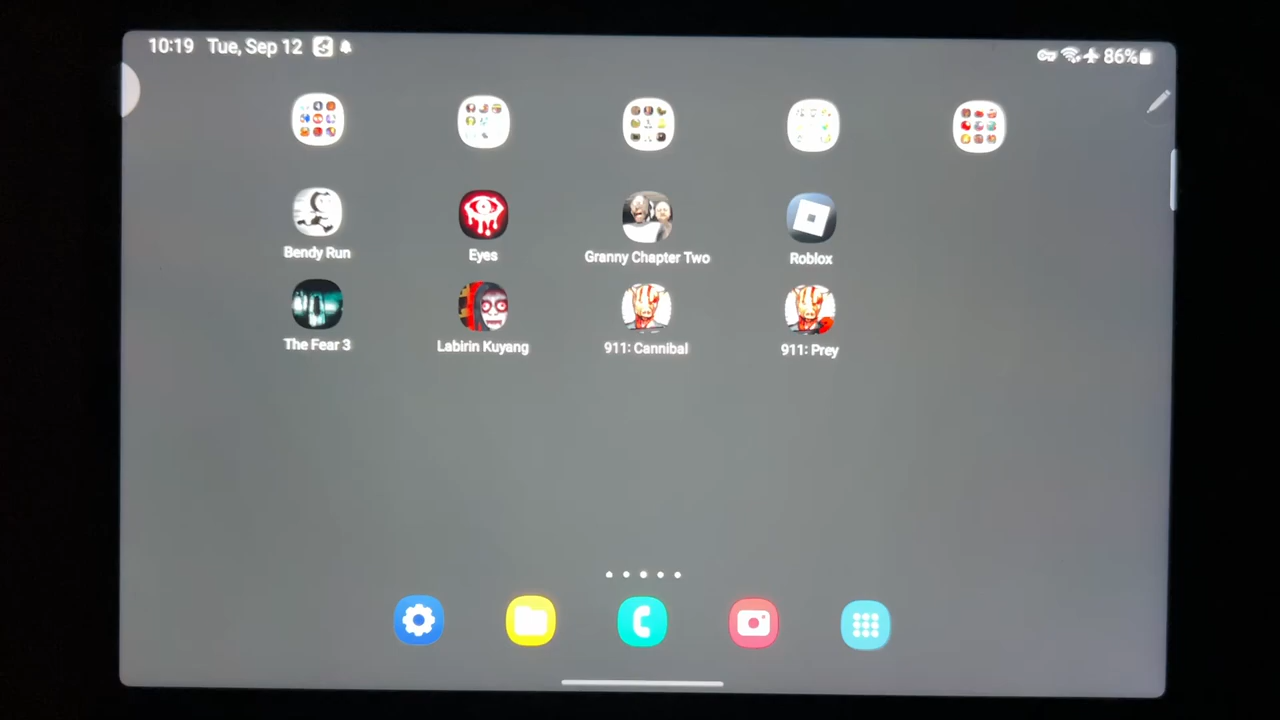 10:19 Tue, Sep 12
86%
Bendy Run
Eyes
Granny Chapter Two
Roblox
The Fear 3
Labirin Kuyang
911: Cannibal
911: Prey